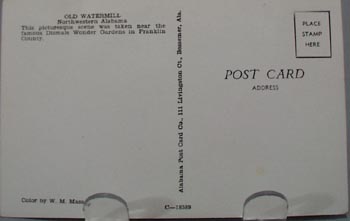 OLD WATERMILL
Northwestern Alabama
This picturesque scene was taken near the
famous Dismals Wonder Gardens in Franklin
County.
Color by W. M.
C—18589
Alabama Post Card Co., 111 Livingston Ct., Bessemer, Ala.
PLACE
STAMP
HERE
POST CARD
ADDRESS